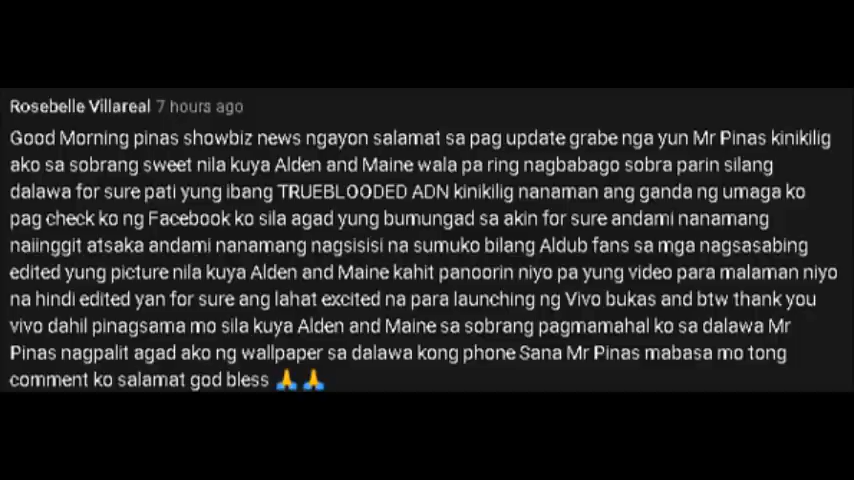 Rosebelle Villareal 7 hours ago
Good Morning pinas showbiz news ngayon salamat sa pag update grabe nga yun Mr Pinas kinikilig
ako sa sobrang sweet nila kuya Alden and Maine wala pa ring nagbabago sobra parin silang
dalawa for sure pati yung ibang TRUEBLOODED ADN kinikilig nanaman ang ganda ng umaga ko
pag check ko ng Facebook ko sila agad yung bumungad sa akin for sure andami nanamang
naiinggit atsaka andami nanamang nagsisisi na sumuko bilang Aldub fans sa mga nagsasabing
edited yung picture nila kuya Alden and Maine kahit panoorin niyo pa yung video para malaman niyo
na hindi edited yan for sure ang lahat excited na para launching ng Vivo bukas and btw thank you
vivo dahil pinagsama mo sila kuya Alden and Maine sa sobrang pagmamahal ko sa dalawa Mr
Pinas nagpalit agad ako ng wallpaper sa dalawa kong phone Sana Mr Pinas mabasa mo tong
comment ko salamat god bless 🙏🙏